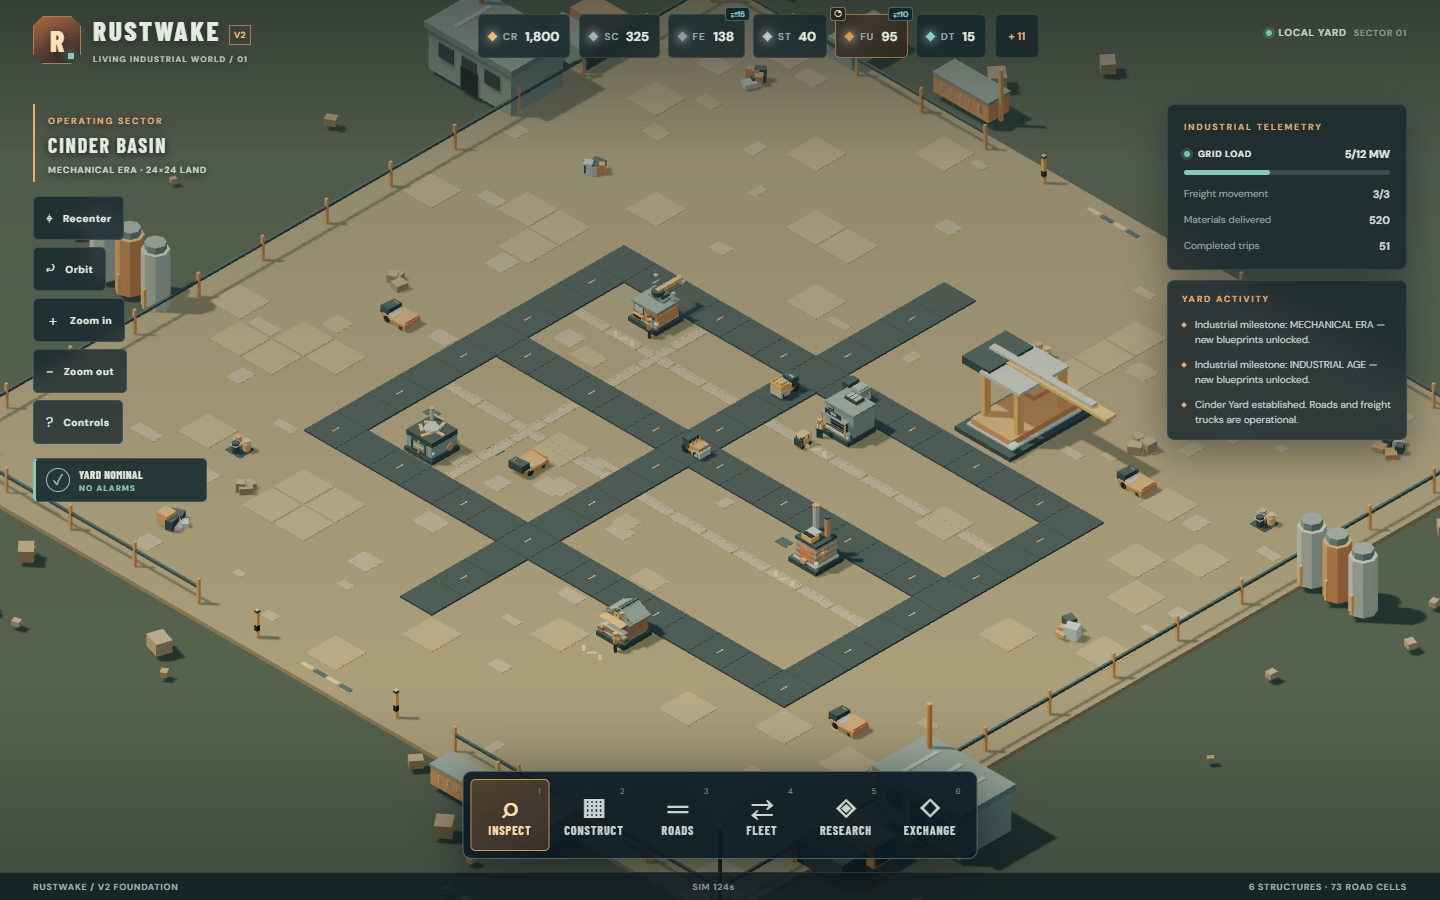 R
RUSTWAKE V2
LIVING INDUSTRIAL WORLD / 01
CR 1,800
SC 325
⇄15
FE 138
ST 40
⇄10
FU 95
DT 15
+11
LOCAL YARD SECTOR 01
OPERATING SECTOR
CINDER BASIN
MECHANICAL ERA · 24×24 LAND
Recenter
Orbit
+ Zoom in
− Zoom out
? Controls
YARD NOMINAL
NO ALARMS
INDUSTRIAL TELEMETRY
GRID LOAD 5/12 MW
Freight movement 3/3
Materials delivered 520
Completed trips 51
YARD ACTIVITY
Industrial milestone: MECHANICAL ERA —
new blueprints unlocked.
Industrial milestone: INDUSTRIAL AGE —
new blueprints unlocked.
Cinder Yard established. Roads and freight
trucks are operational.
1
INSPECT
2
CONSTRUCT
3
ROADS
4
FLEET
5
RESEARCH
6
EXCHANGE
RUSTWAKE / V2 FOUNDATION
SIM 124s
6 STRUCTURES · 73 ROAD CELLS